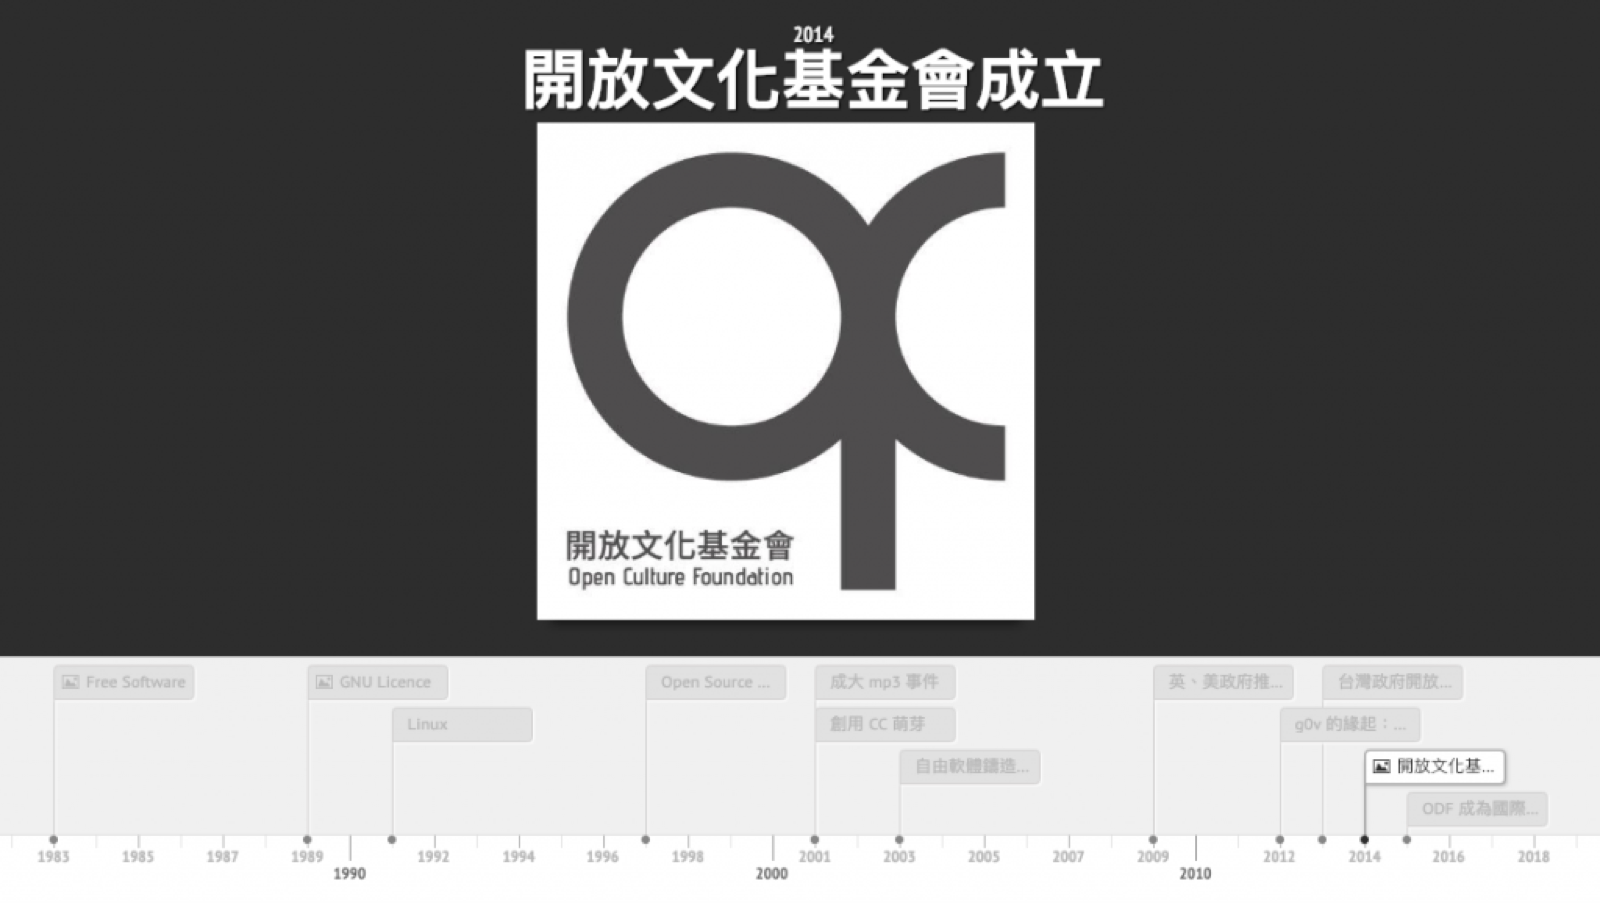 2014
開放文化基金會成立
開放文化基金會
Open Culture Foundation
Free Software
GNU Licence
Open Source ...
成大 mp3 事件
英、美政府推...
台灣政府開放...
Linux
創用 CC 萌芽
g0v 的緣起：...
自由軟體鑄造...
開放文化基...
ODF 成為國際...
1983 1985 1987 1989 1992 1994 1996 1998 2001 2003 2005 2007 2009 2012 2014 2016 2018
1990 2000 2010